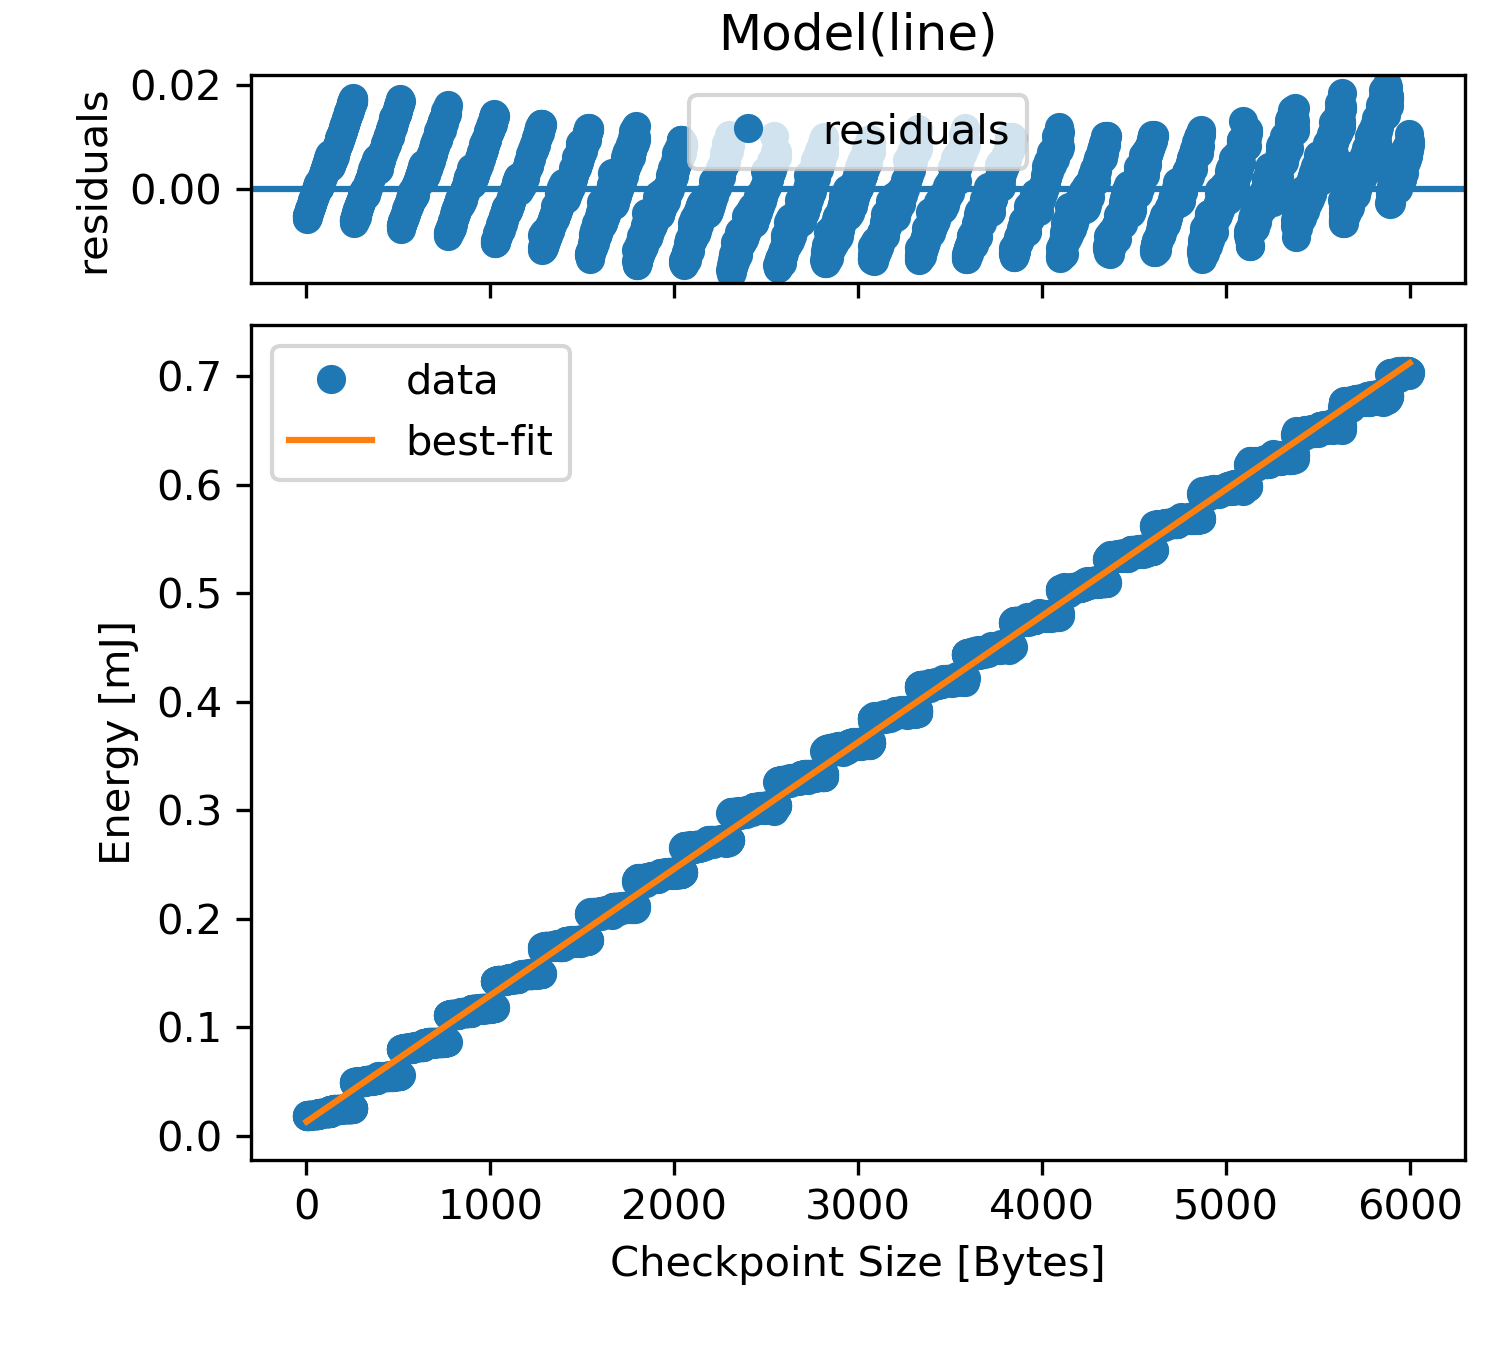 Model(line)
residuals
0.02
0.00
residuals
Energy [mJ]
0.7
0.6
0.5
0.4
0.3
0.2
0.1
0.0
data
best-fit
0 1000 2000 3000 4000 5000 6000
Checkpoint Size [Bytes]